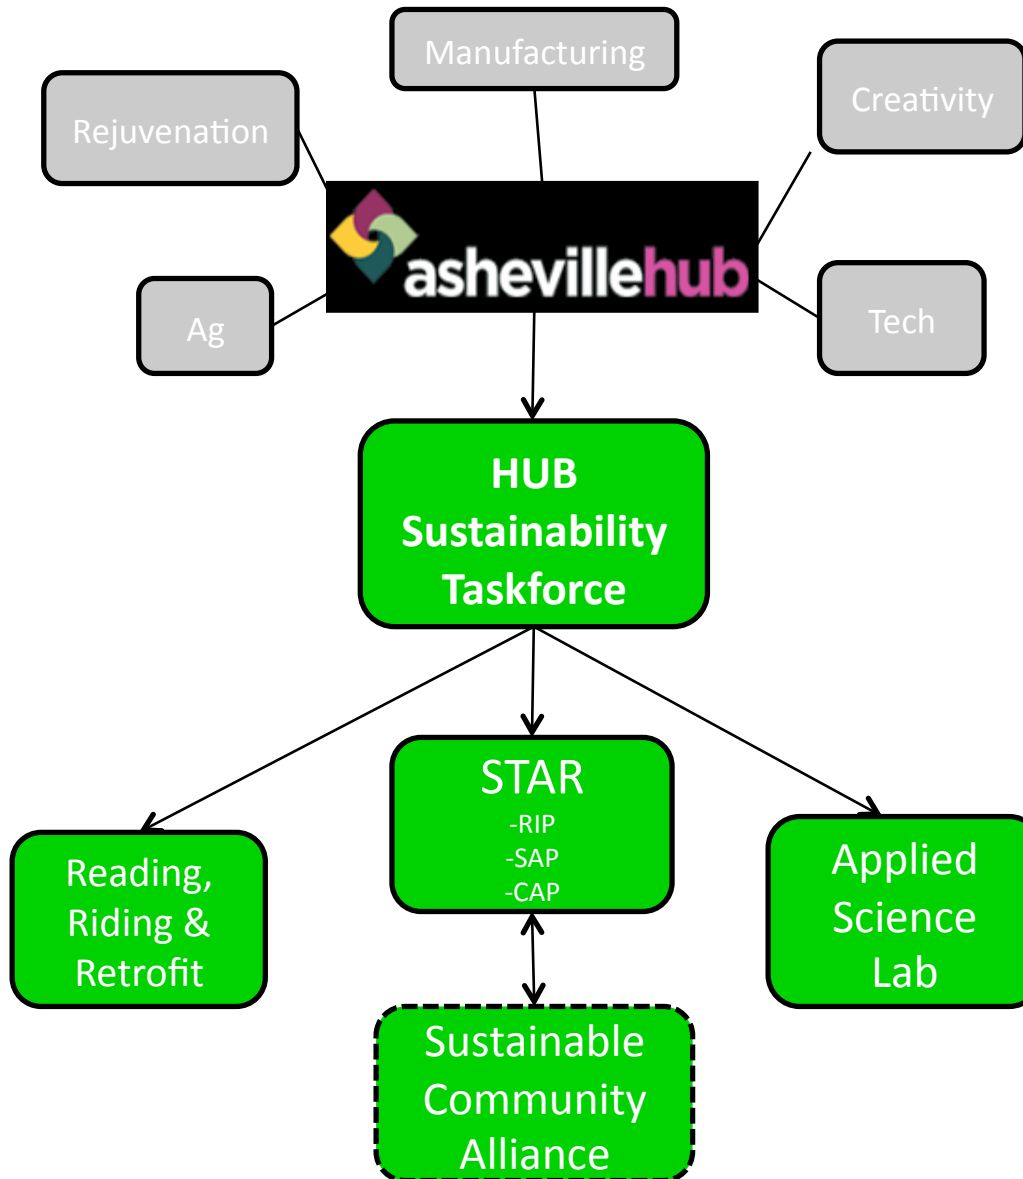 Manufacturing
Creativity
Rejuvenation
ashevillehub
Ag
Tech
HUB
Sustainability
Taskforce
STAR
-RIP
-SAP
-CAP
Reading,
Riding &
Retrofit
Applied
Science
Lab
Sustainable
Community
Alliance